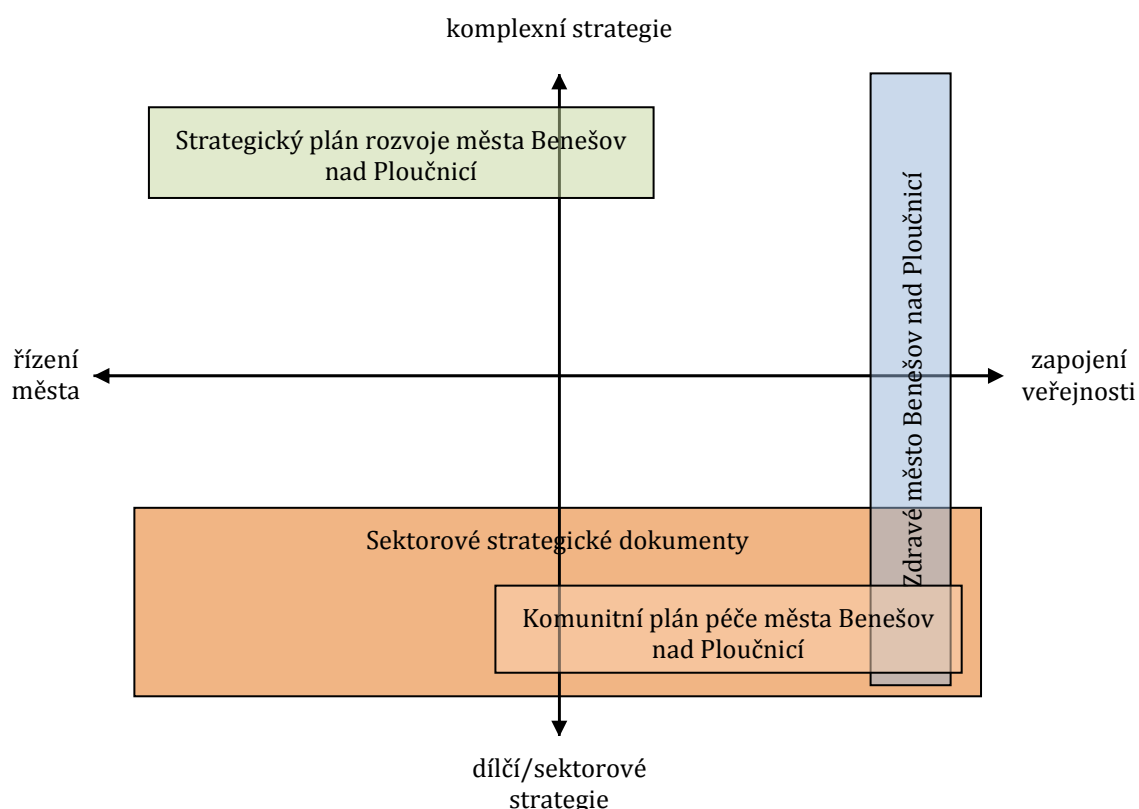 komplexní strategie
Strategický plán rozvoje města Benešov
nad Ploučnicí
Zdravé město Benešov nad Ploučnicí
řízení
města
zapojení
veřejnosti
Sektorové strategické dokumenty
Komunitní plán péče města Benešov
nad Ploučnicí
dílčí/sektorové
strategie